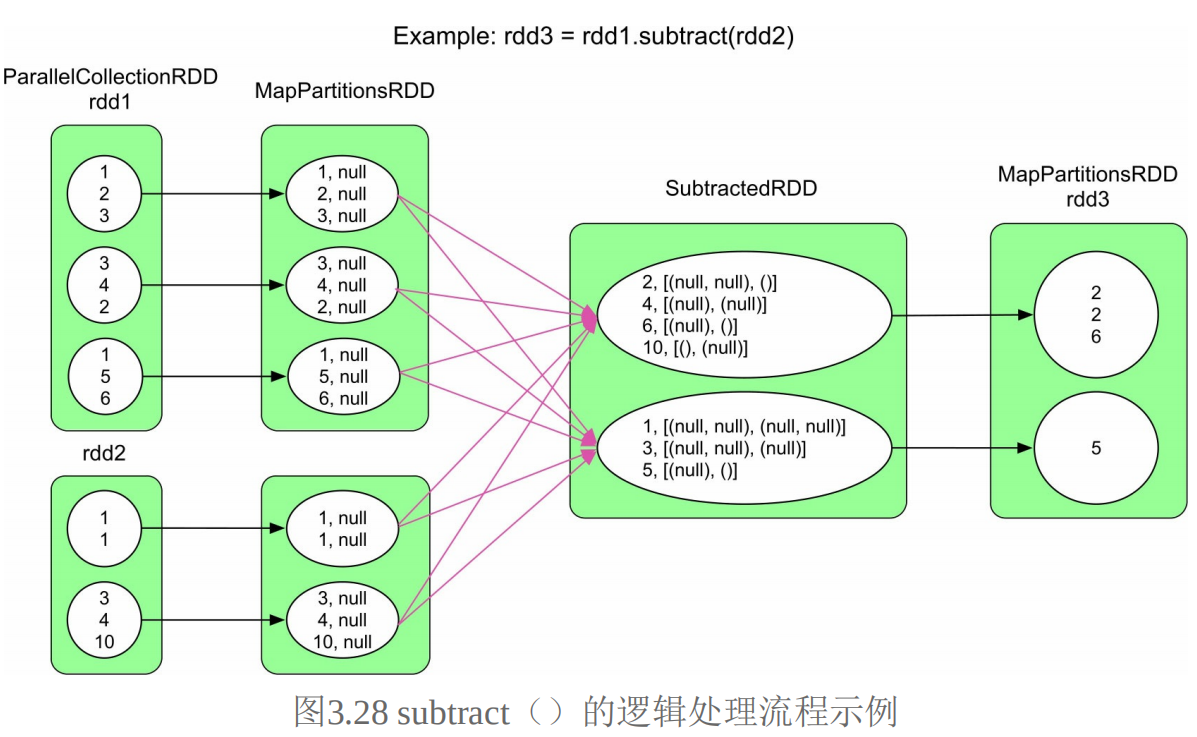 Example: rdd3 = rdd1.subtract(rdd2)
ParallelCollectionRDD
rdd1
1
2
3
3
4
2
1
5
6
rdd2
1
1
3
4
10
MapPartitionsRDD
1, null
2, null
3, null
3, null
4, null
2, null
1, null
5, null
6, null
1, null
1, null
3, null
4, null
10, null
SubtractedRDD
2, [(null, null), ()]
4, [(null), (null)]
6, [(null), ()]
10, [(), (null)]
1, [(null, null), (null, null)]
3, [(null, null), (null)]
5, [(null), ()]
MapPartitionsRDD
rdd3
2
2
6
5
图3.28 subtract（）的逻辑处理流程示例